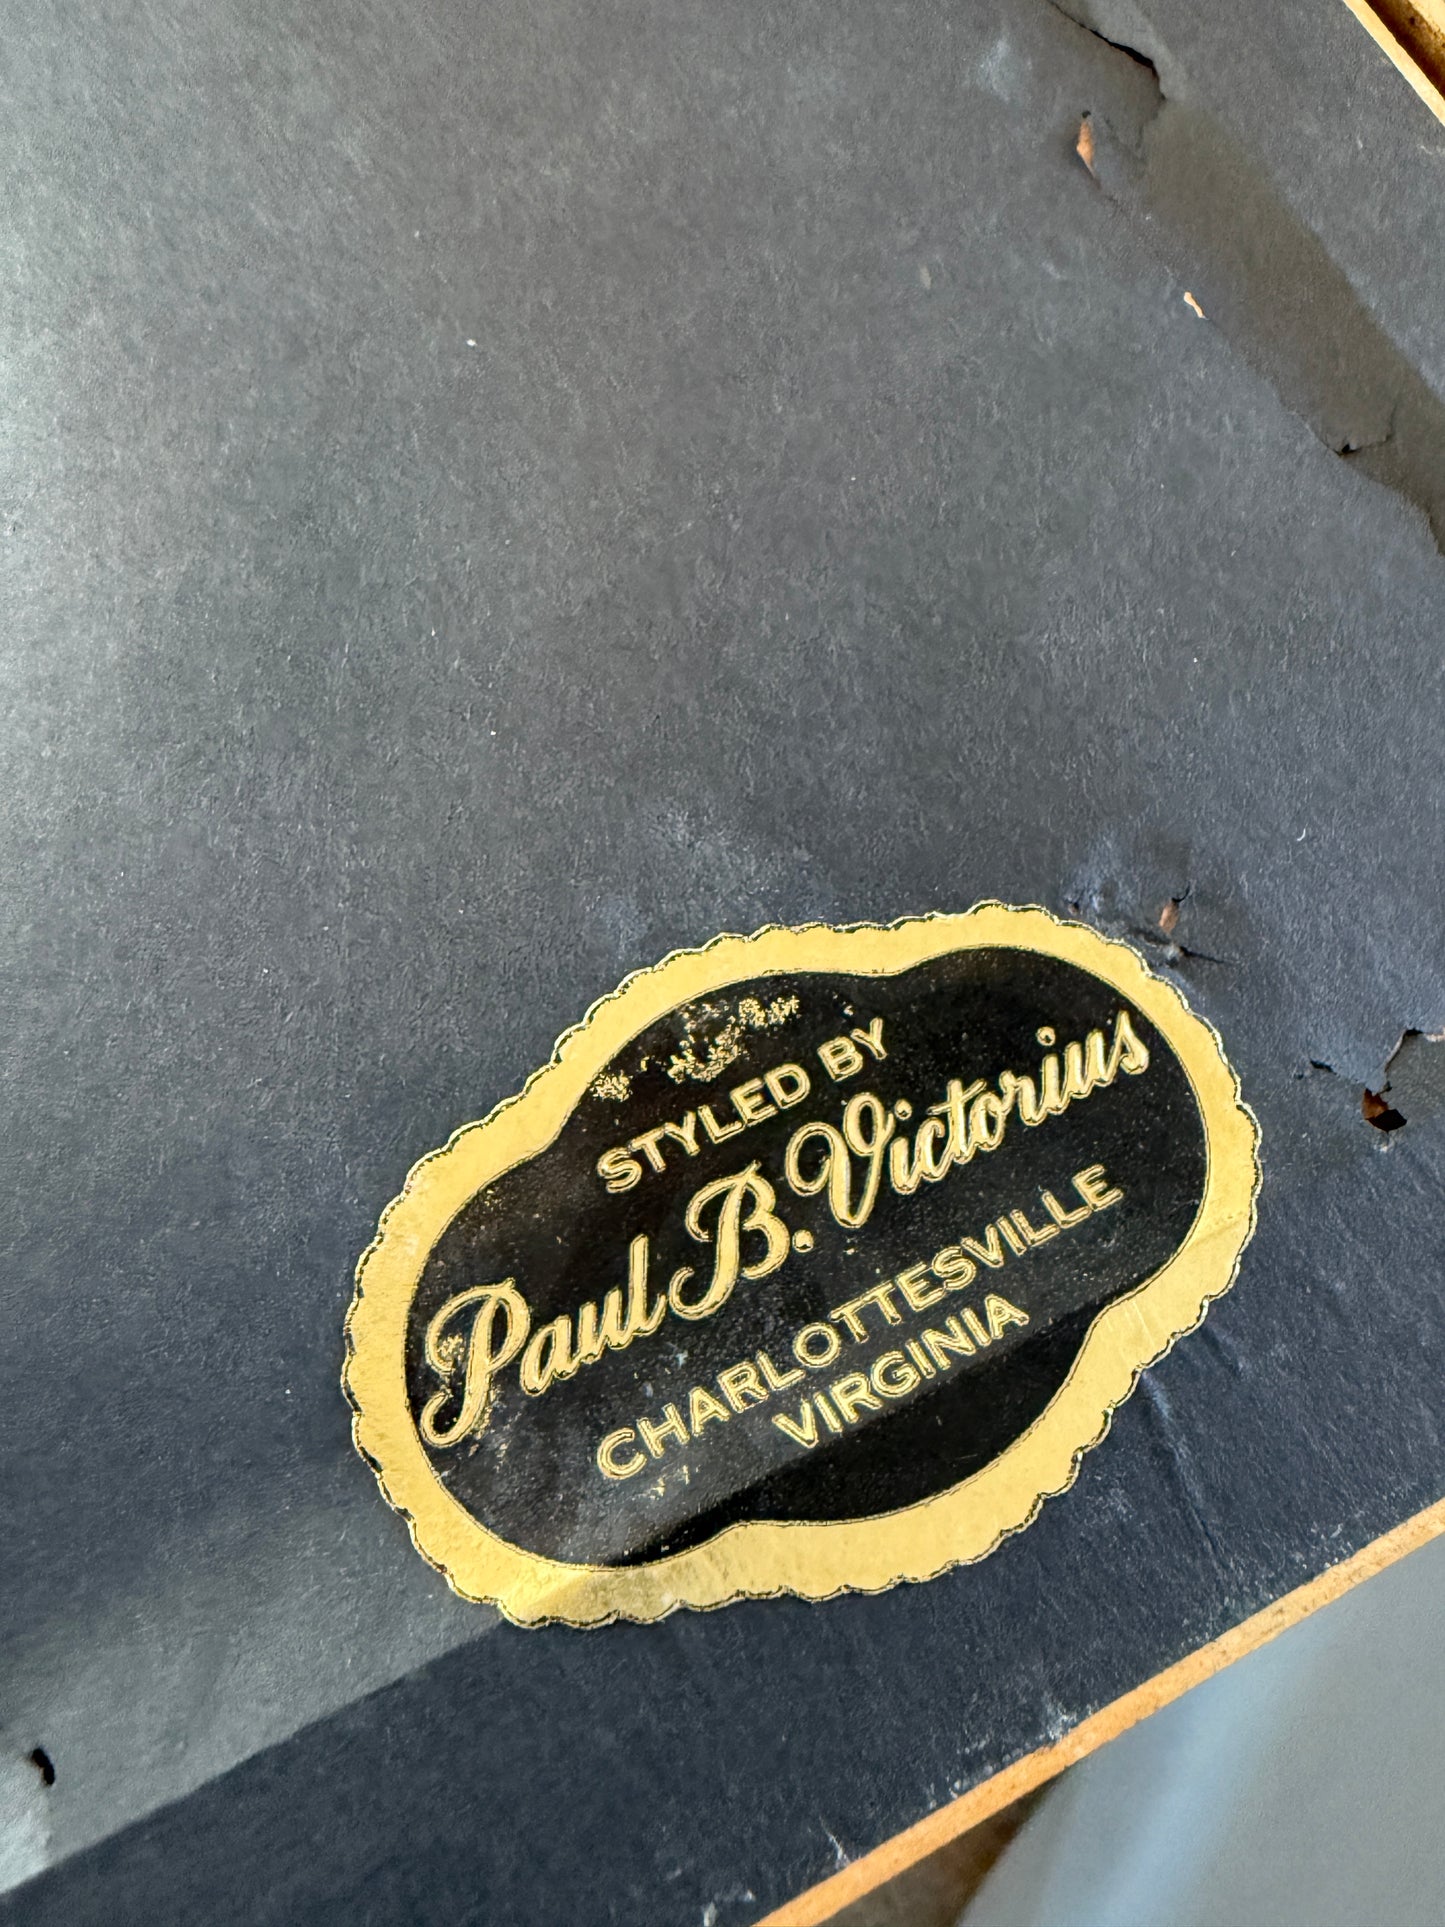 STYLED BY
Paul B. Victorius
CHARLOTTESVILLE
VIRGINIA